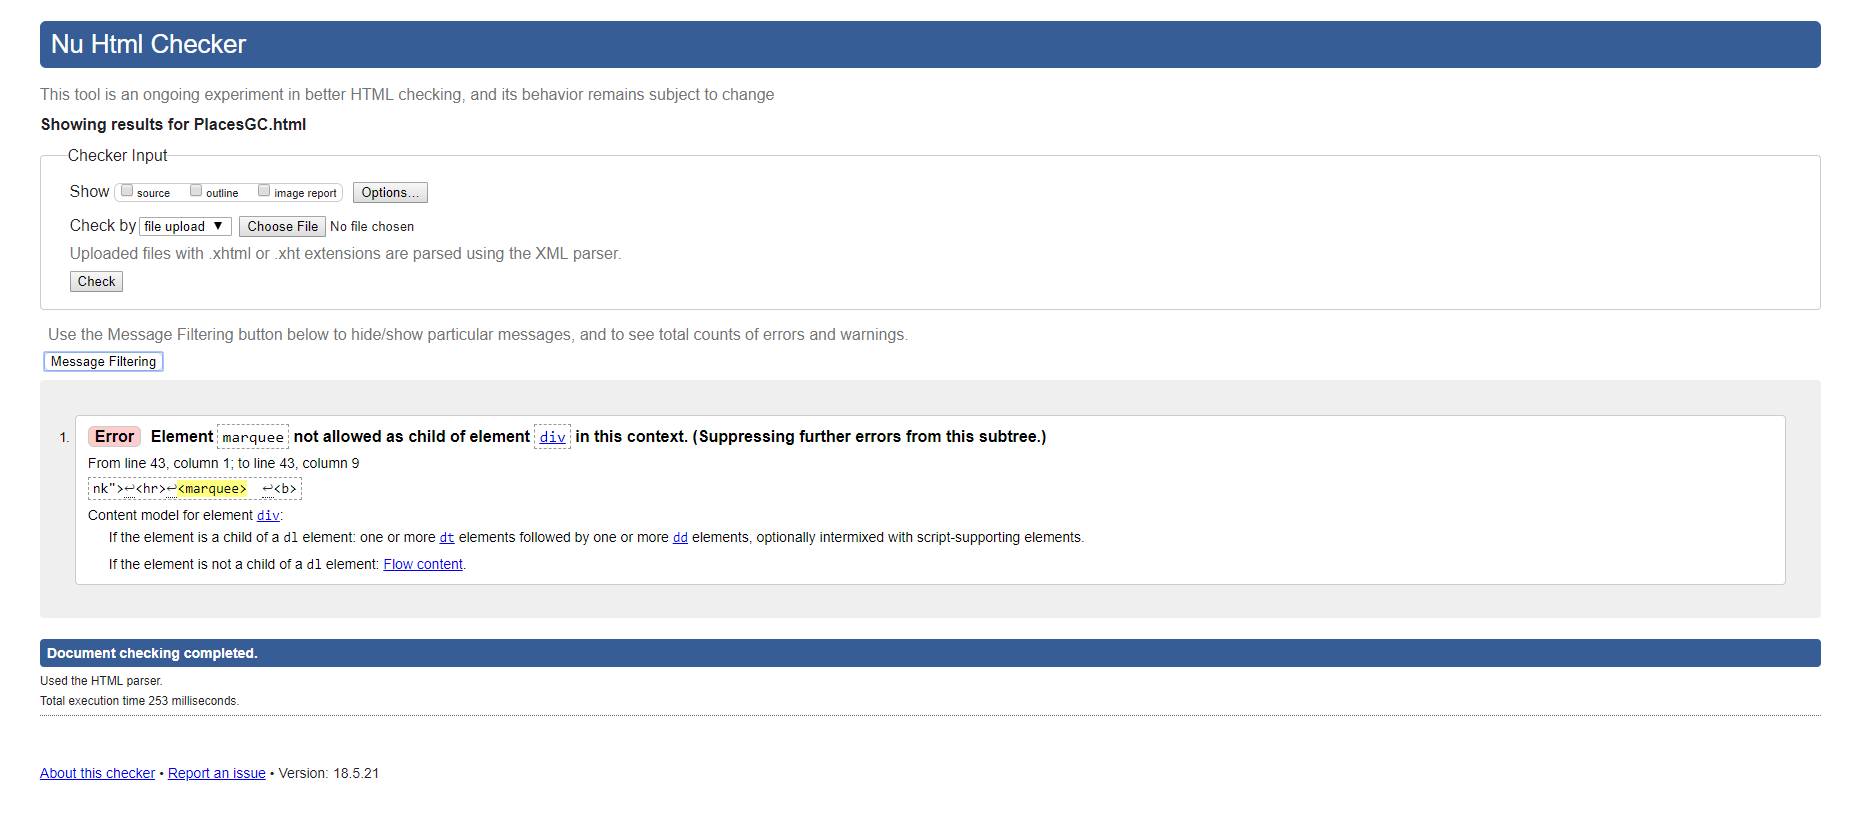 Nu Html Checker
This tool is an ongoing experiment in better HTML checking, and its behavior remains subject to change
Showing results for PlacesGC.html
Checker Input
Show source outline image report Options...
Check by file upload ▼ Choose File No file chosen
Uploaded files with .xhtml or .xht extensions are parsed using the XML parser.
Check
Use the Message Filtering button below to hide/show particular messages, and to see total counts of errors and warnings.
Message Filtering
1. Error Element marquee not allowed as child of element div in this context. (Suppressing further errors from this subtree.)
From line 43, column 1; to line 43, column 9
nk">↩<hr>↩<marquee> ↩<b>
Content model for element div:
If the element is a child of a dl element: one or more dt elements followed by one or more dd elements, optionally intermixed with script-supporting elements.
If the element is not a child of a dl element: Flow content.
Document checking completed.
Used the HTML parser.
Total execution time 253 milliseconds.
About this checker • Report an issue • Version: 18.5.21